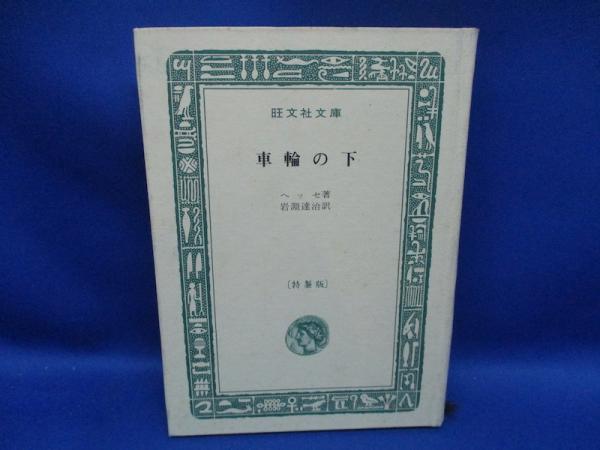 旺文社文庫
車輪の下
ヘッセ著
岩淵達治訳
〔特製版〕